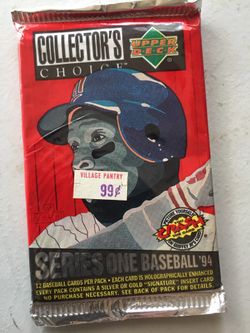 COLLECTOR'S
CHOICE
UPPER
DECK
VILLAGE PANTRY
99¢
SERIES ONE BASEBALL '94
12 BASEBALL CARDS PER PACK • EACH CARD IS HOLOGRAPHICALLY ENHANCED
EVERY PACK CONTAINS A SILVER OR GOLD "SIGNATURE" INSERT CARD
NO PURCHASE NECESSARY. SEE BACK OF PACK FOR DETAILS.